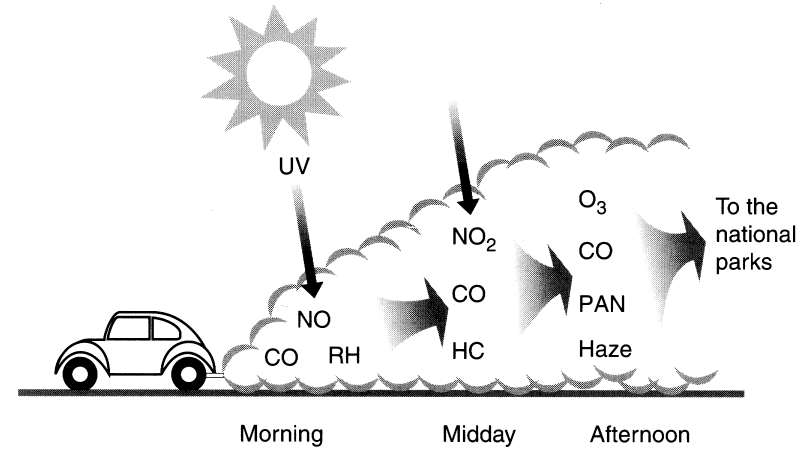 UV
NO
CO RH
NO2
CO
HC
O3
CO
PAN
Haze
To the
national
parks
Morning Midday Afternoon